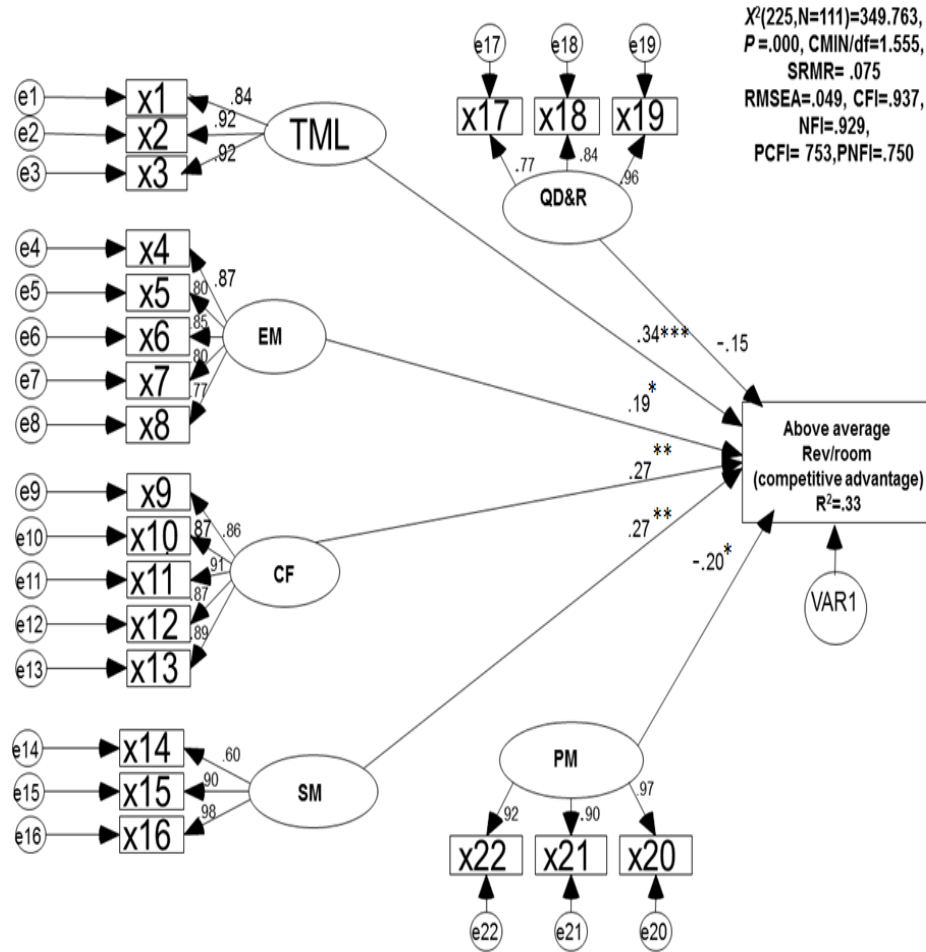 X²(225,N=111)=349.763,
P =.000, CMIN/df=1.555,
SRMR= .075
RMSEA=.049, CFI=.937,
NFI=.929,
PCFI= 753,PNFI=.750
e17
e18
e19
x17
x18
x19
.77
.84
.96
QD&R
e1
x1
.84
e2
x2
.92
e3
x3
.92
TML
e4
x4
.87
e5
x5
.80
e6
x6
.85
e7
x7
.80
e8
x8
.77
EM
e9
x9
.86
e10
x10
.87
e11
x11
.91
e12
x12
.87
e13
x13
.89
CF
e14
x14
.60
e15
x15
.90
e16
x16
.98
SM
.34***
-.15
.19*
.27**
.27**
-.20*
Above average
Rev/room
(competitive advantage)
R²=.33
VAR1
PM
.92
.90
.97
x22
x21
x20
e22
e21
e20